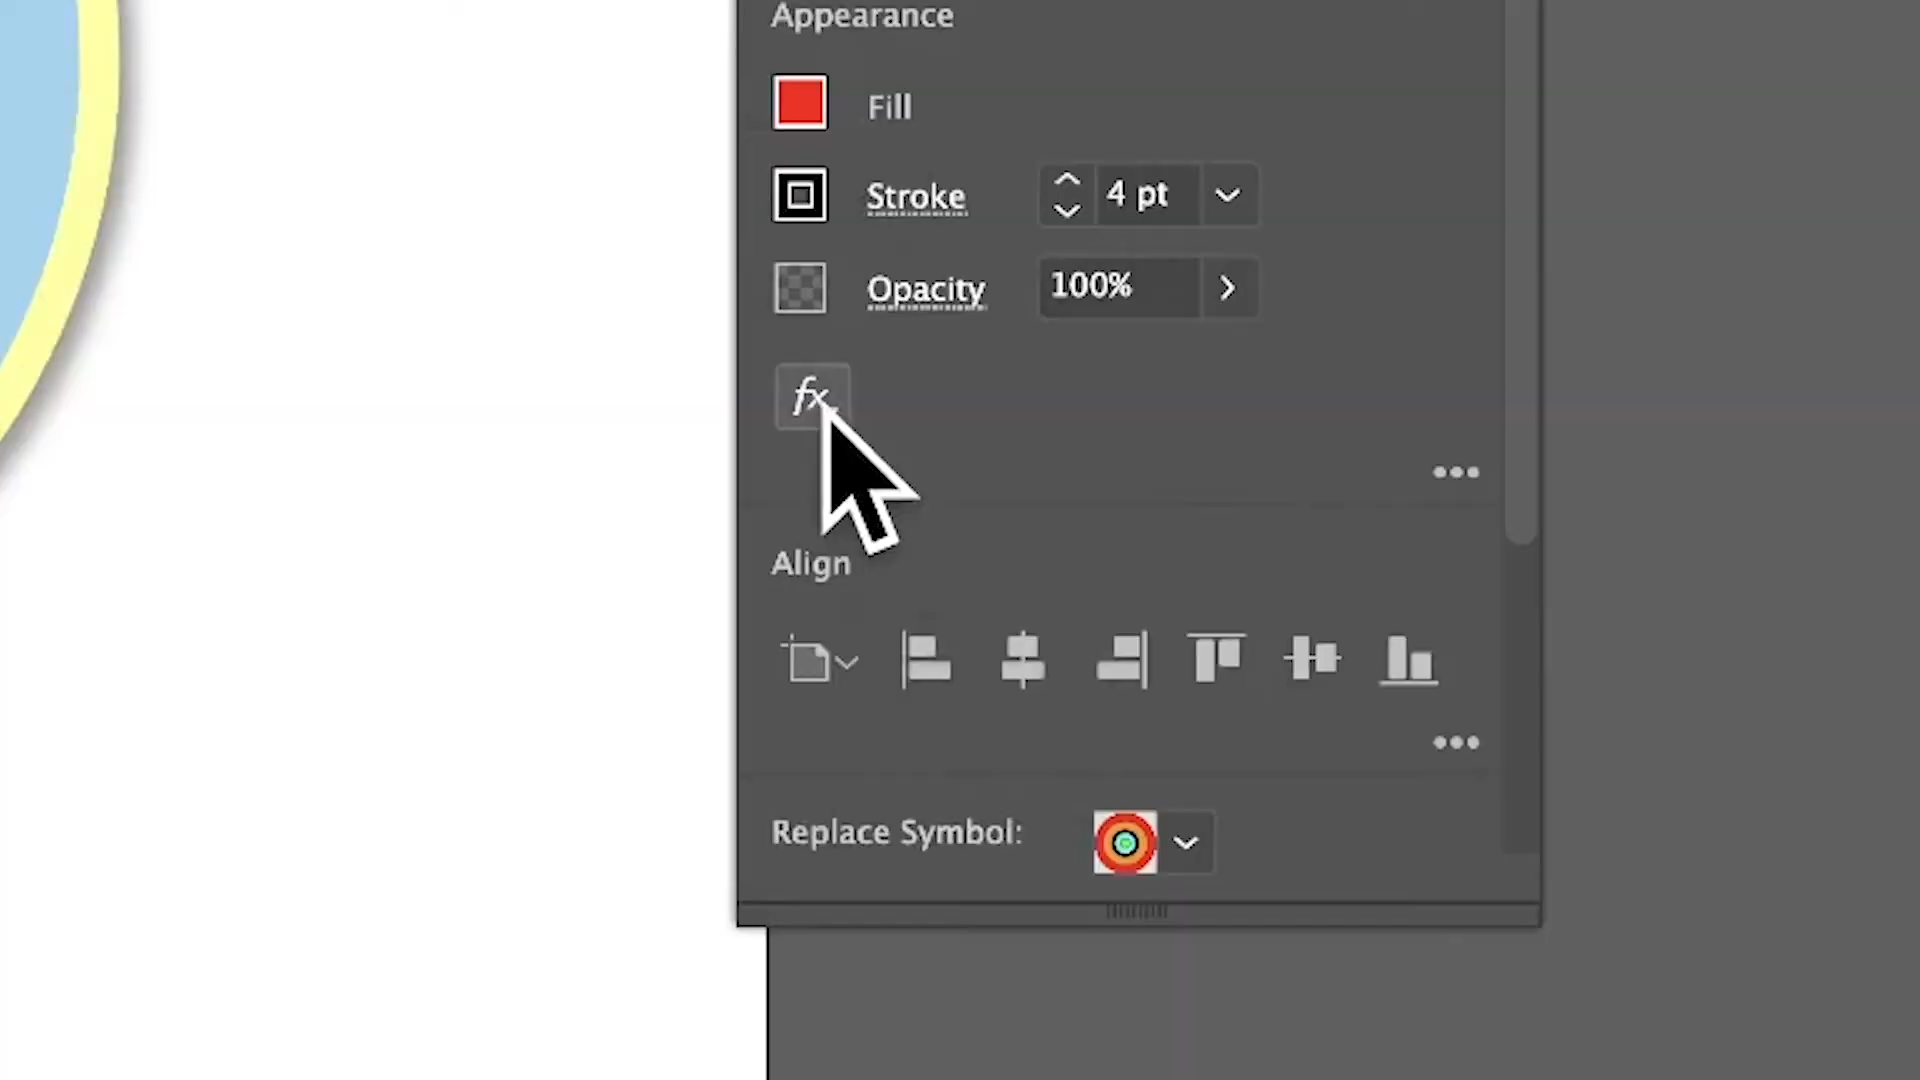 Appearance
Fill
Stroke 4 pt
Opacity 100%
fx
Align
Replace Symbol: